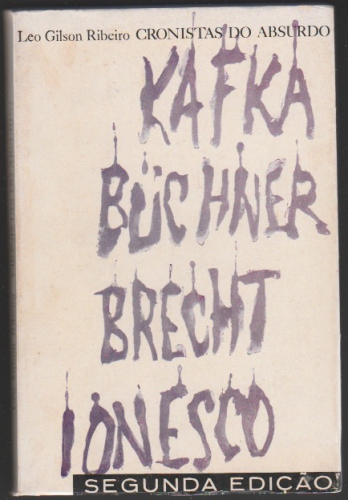 Leo Gilson Ribeiro CRONISTAS DO ABSURDO
KAFKA
BÜCHNER
BRECHT
IONESCO
SEGUNDA EDIÇÃO